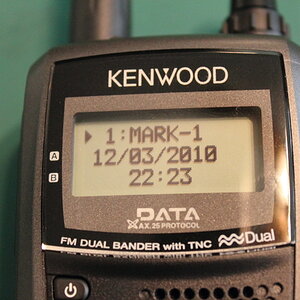 KENWOOD
▸ 1:MARK-1
A 12/03/2010
B 22:23
DATA
AX.25 PROTOCOL
FM DUAL BANDER with TNC Dual